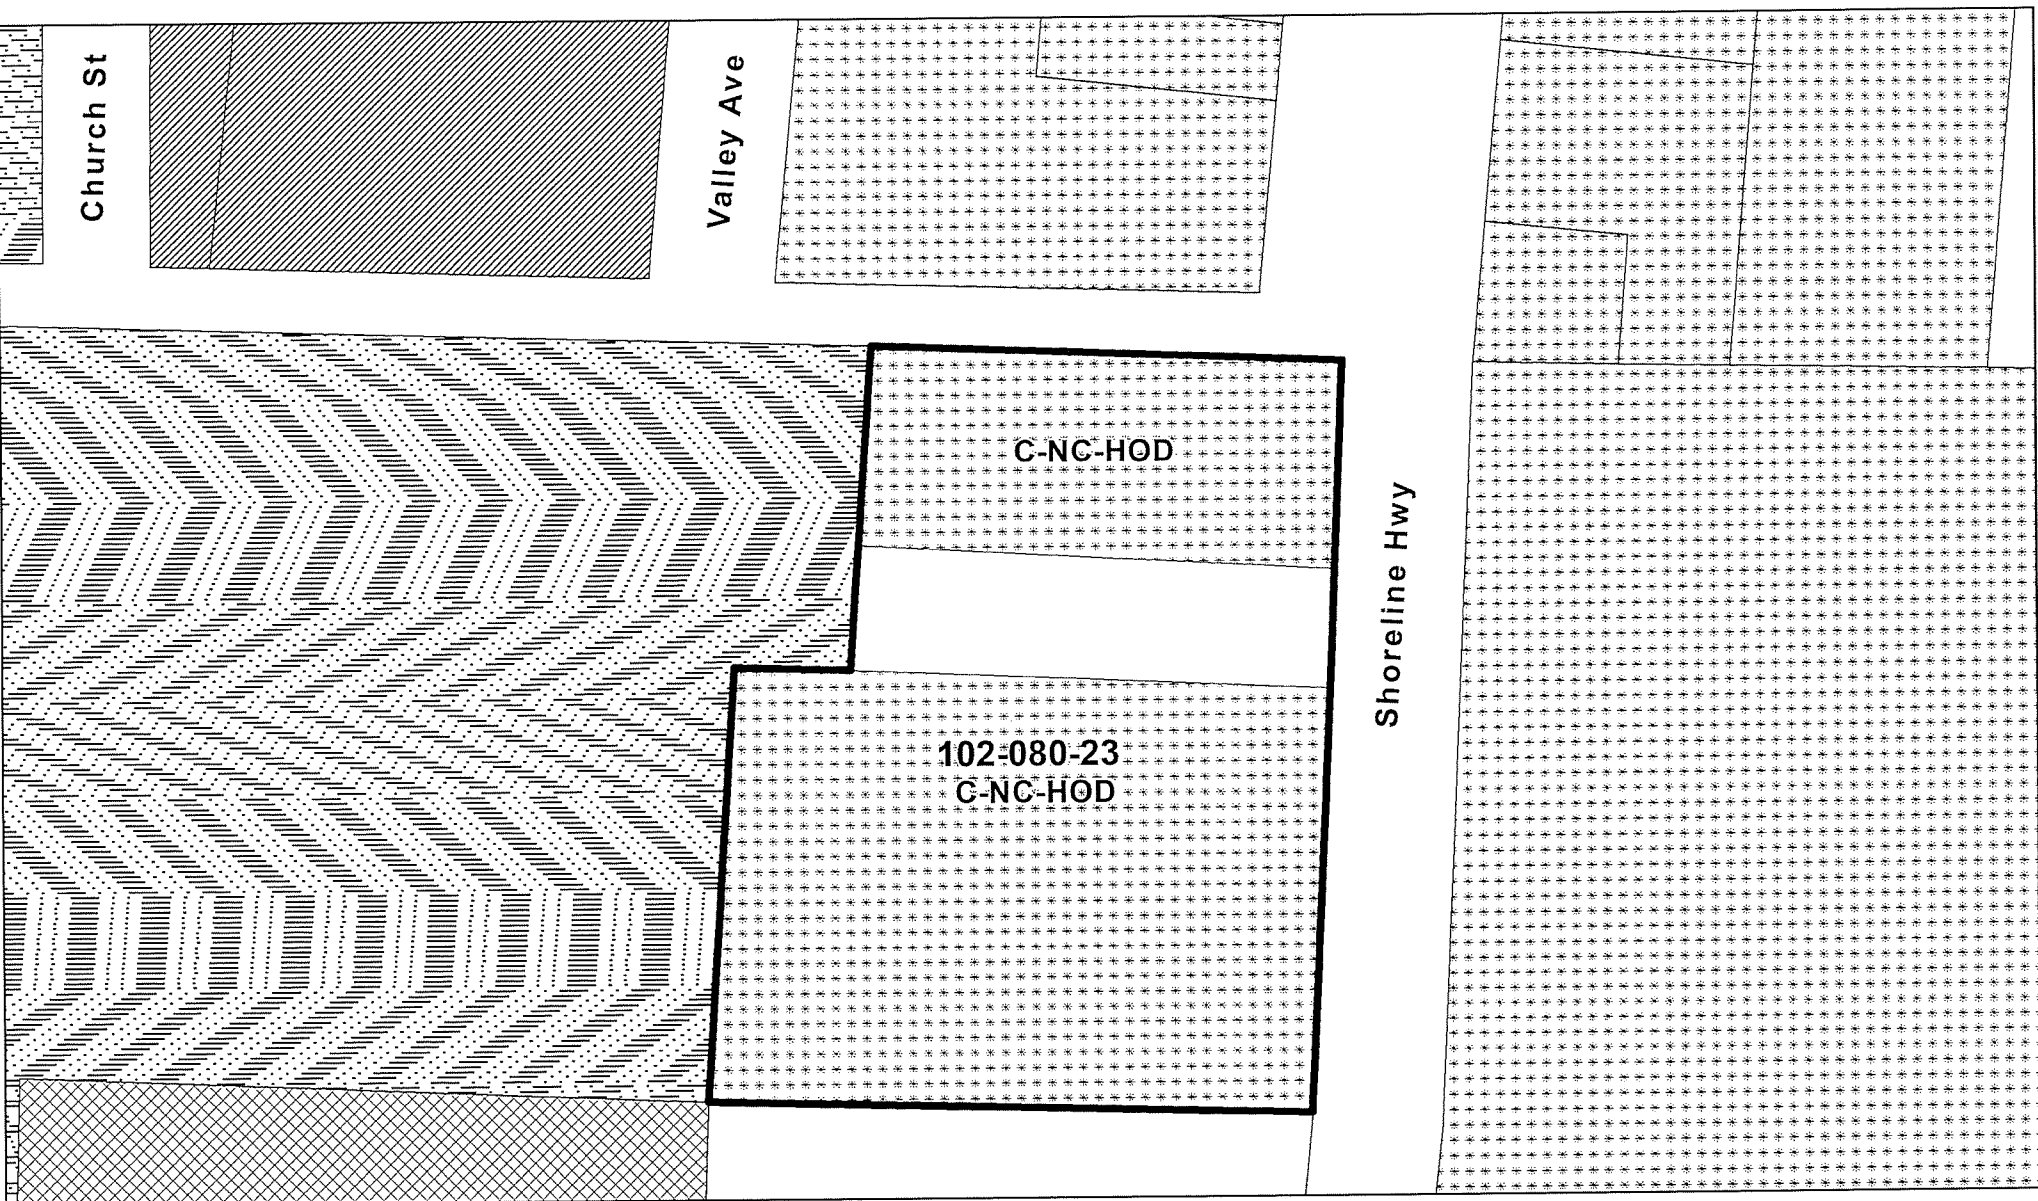 Church St
Valley Ave
C-NC-HOD
Shoreline Hwy
102-080-23
C-NC-HOD